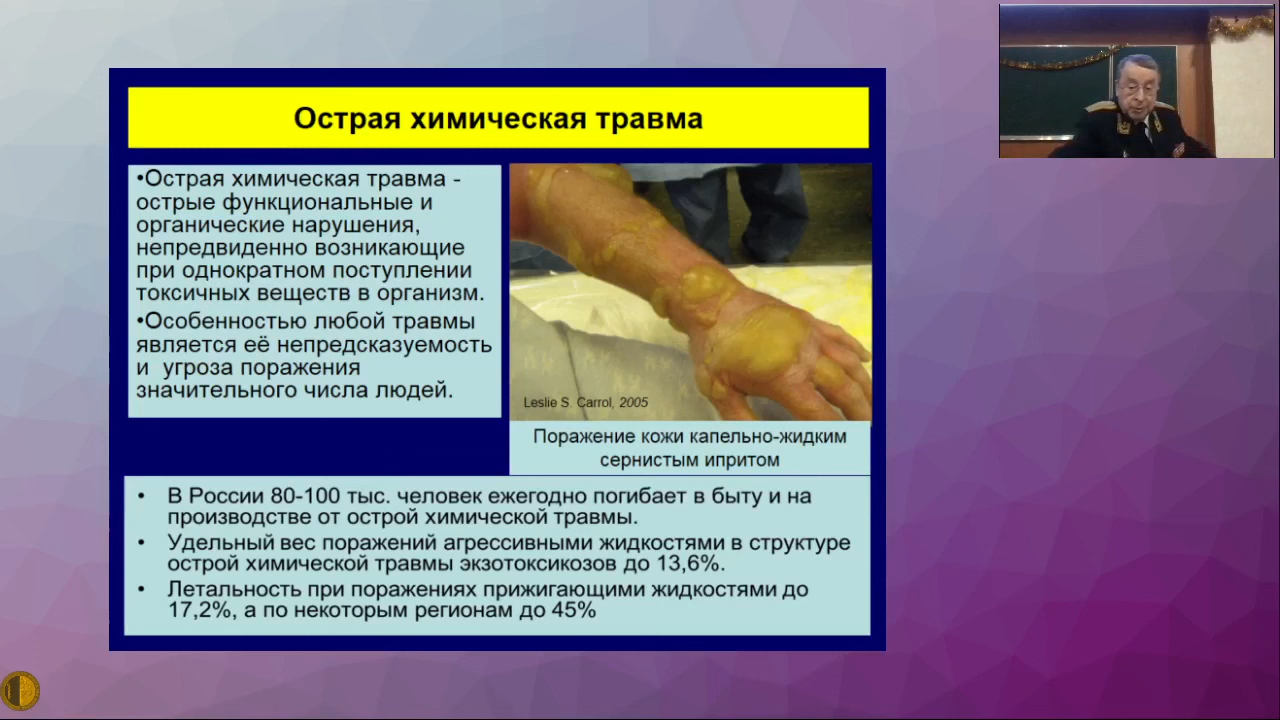 Острая химическая травма
•Острая химическая травма -
острые функциональные и
органические нарушения,
непредвиденно возникающие
при однократном поступлении
токсичных веществ в организм.
•Особенностью любой травмы
является её непредсказуемость
и угроза поражения
значительного числа людей.
Leslie S. Carrol, 2005
Поражение кожи капельно-жидким
сернистым ипритом
• В России 80-100 тыс. человек ежегодно погибает в быту и на
производстве от острой химической травмы.
• Удельный вес поражений агрессивными жидкостями в структуре
острой химической травмы экзотоксикозов до 13,6%.
• Летальность при поражениях прижигающими жидкостями до
17,2%, а по некоторым регионам до 45%